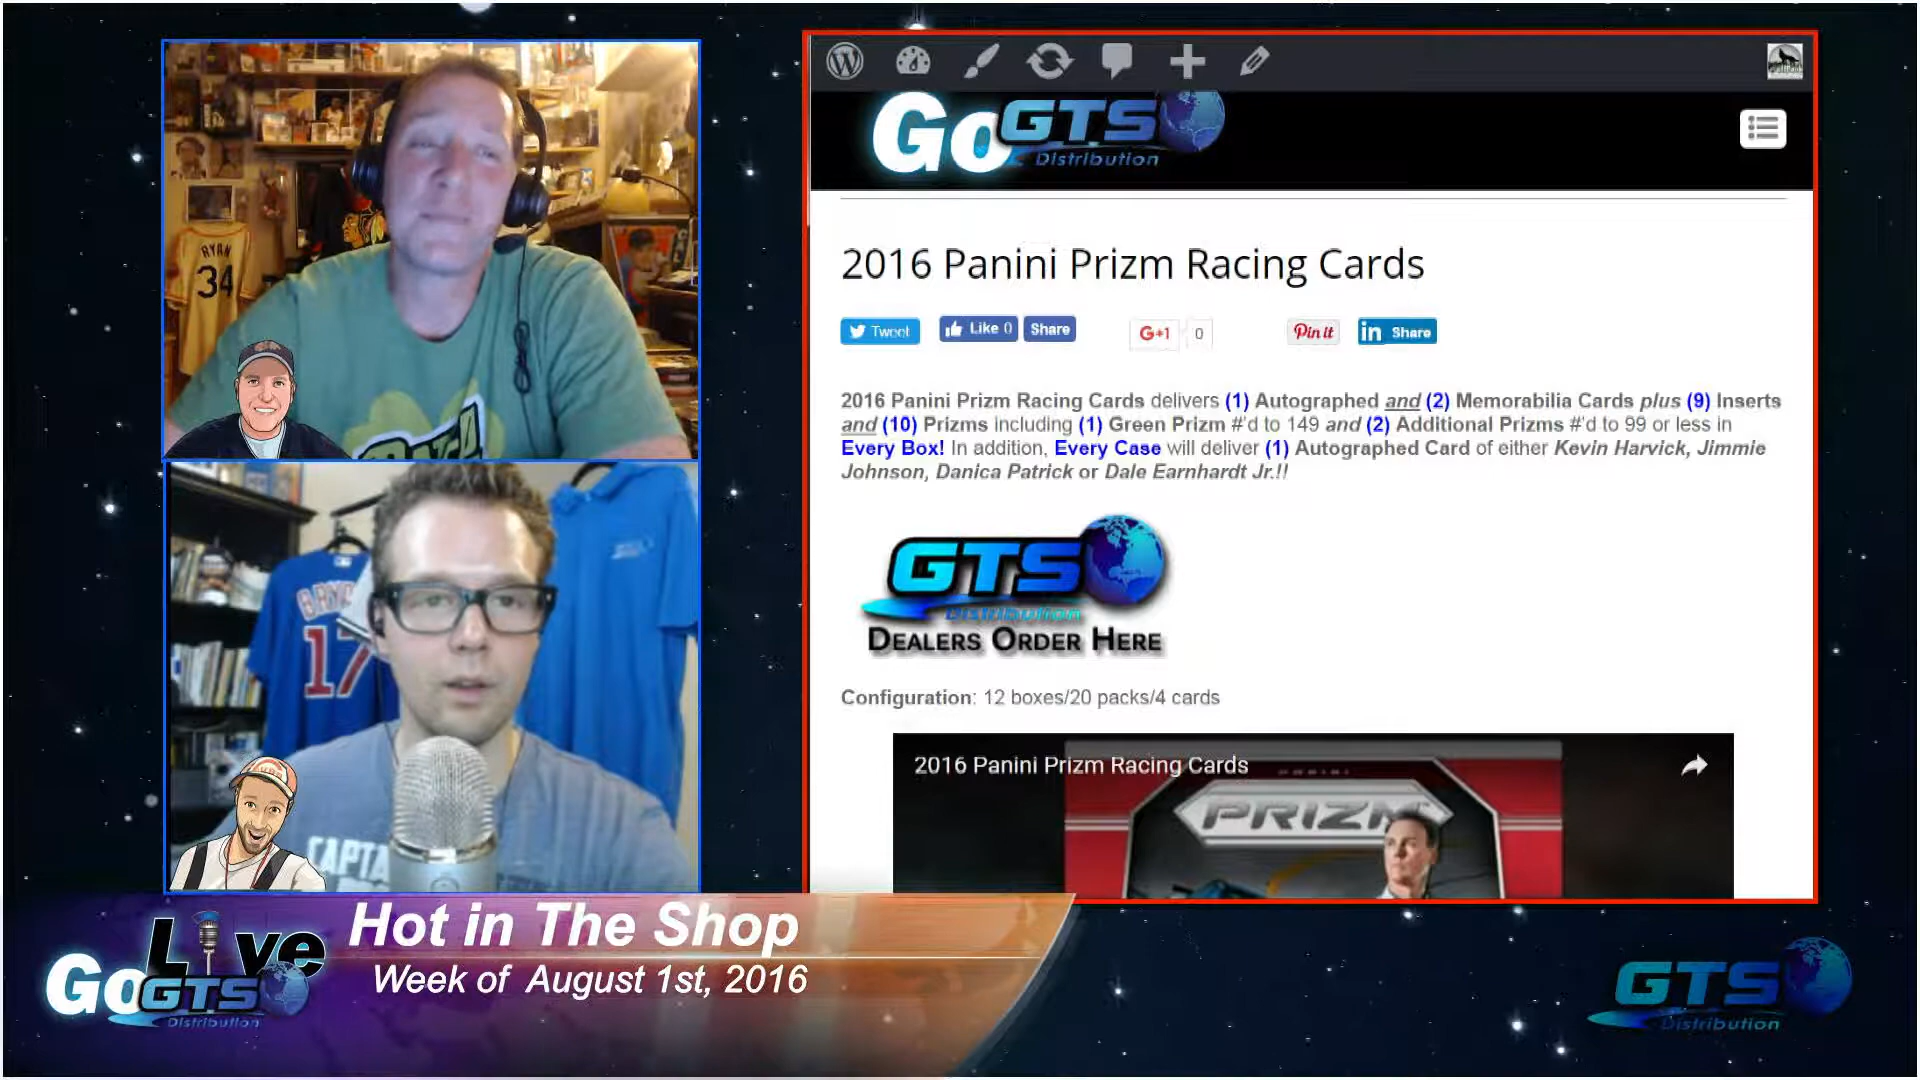 RYAN
34
17
CAPTA
Go GTS
Distribution
2016 Panini Prizm Racing Cards
Tweet
Like 0
Share
G+1
0
Pin it
in Share
2016 Panini Prizm Racing Cards delivers (1) Autographed and (2) Memorabilia Cards plus (9) Inserts
and (10) Prizms including (1) Green Prizm #'d to 149 and (2) Additional Prizms #'d to 99 or less in
Every Box! In addition, Every Case will deliver (1) Autographed Card of either Kevin Harvick, Jimmie
Johnson, Danica Patrick or Dale Earnhardt Jr.!!
GTS
Distribution
DEALERS ORDER HERE
Configuration: 12 boxes/20 packs/4 cards
2016 Panini Prizm Racing Cards
PRIZM
Live
Go GTS
Distribution
Hot in The Shop
Week of August 1st, 2016
GTS
Distribution